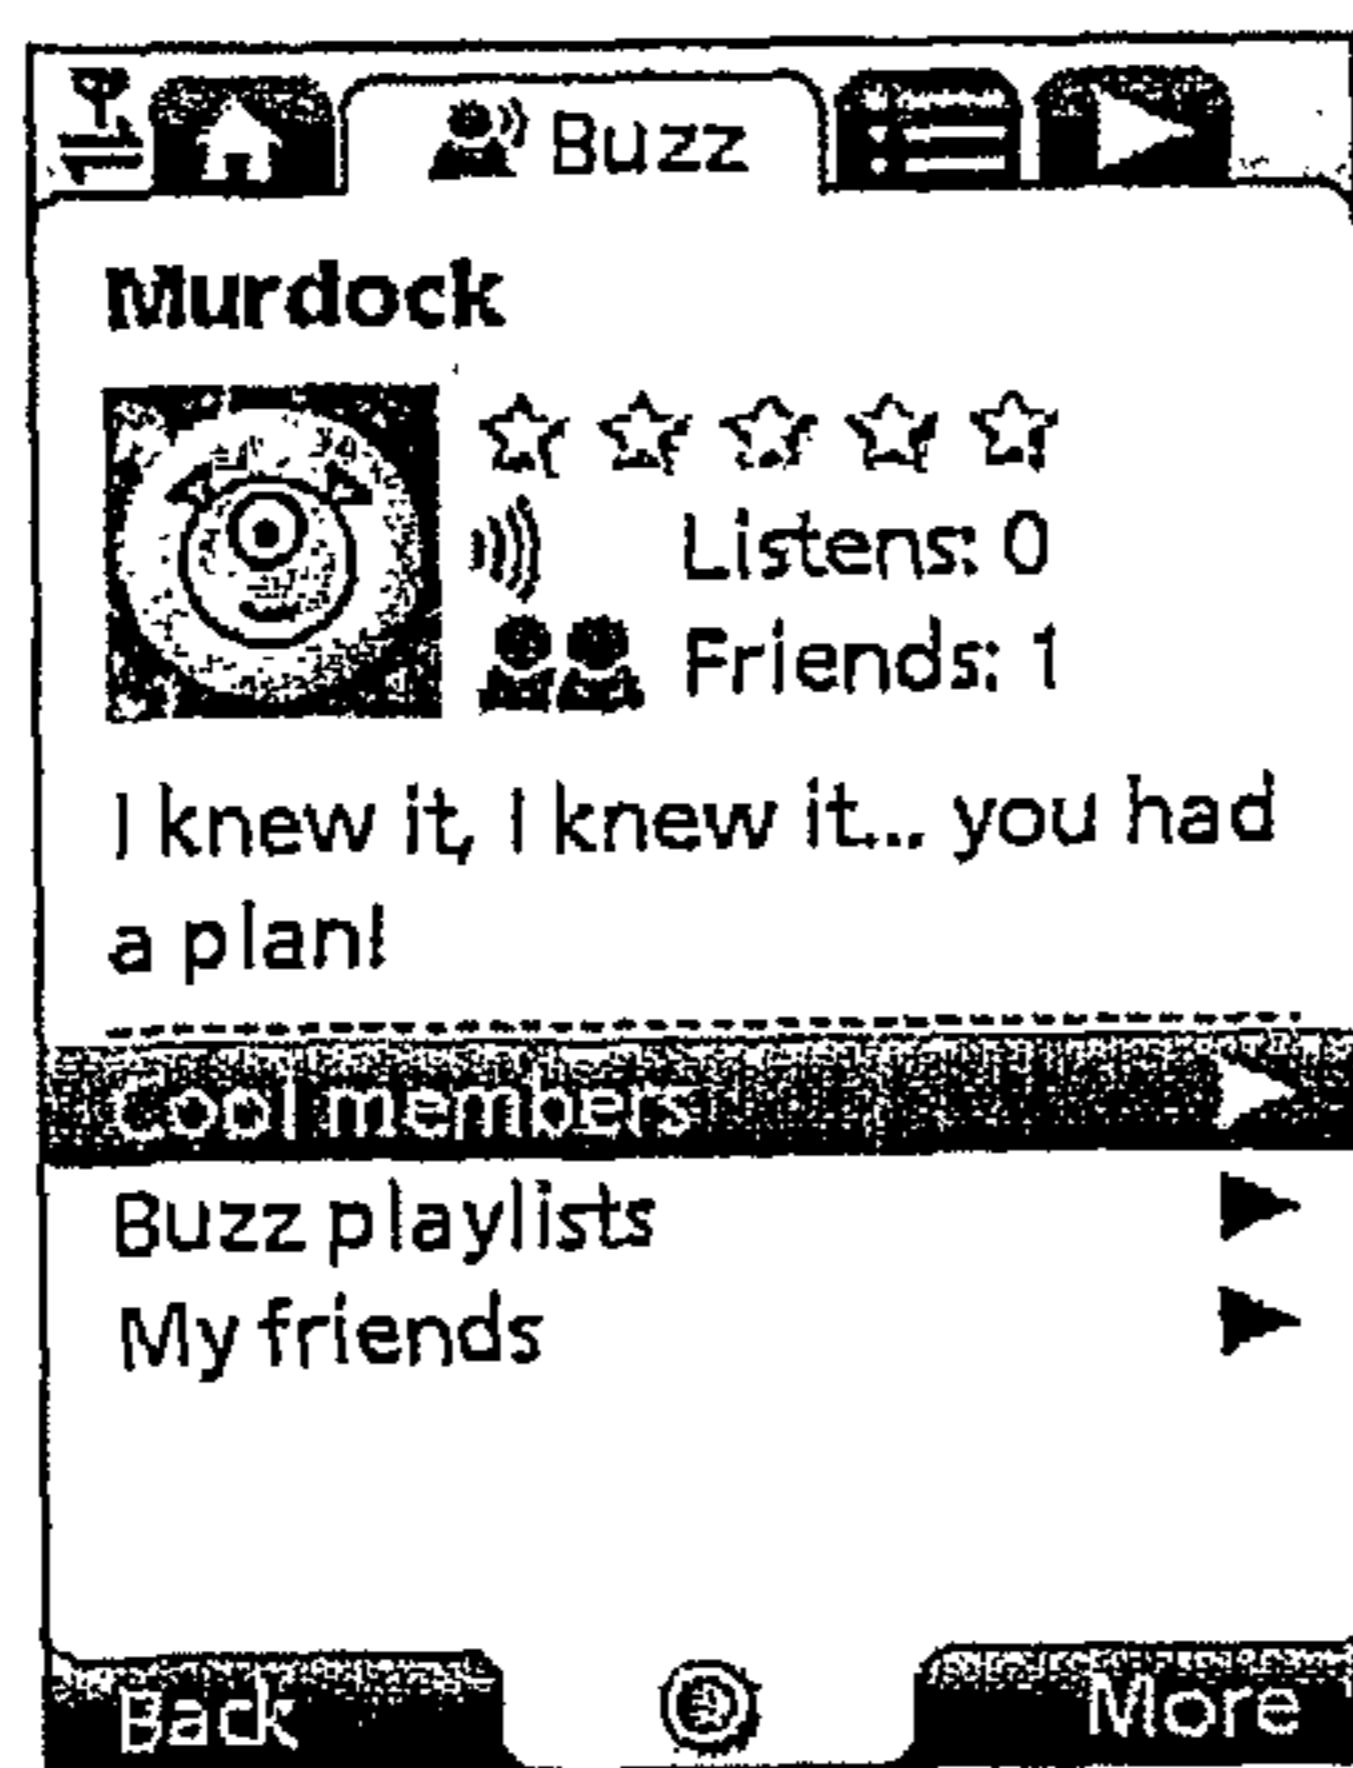 Buzz
Murdock
Listens: 0
Friends: 1
I knew it, I knew it... you had
a plan!
Cool members
Buzz playlists
My friends
Back
More